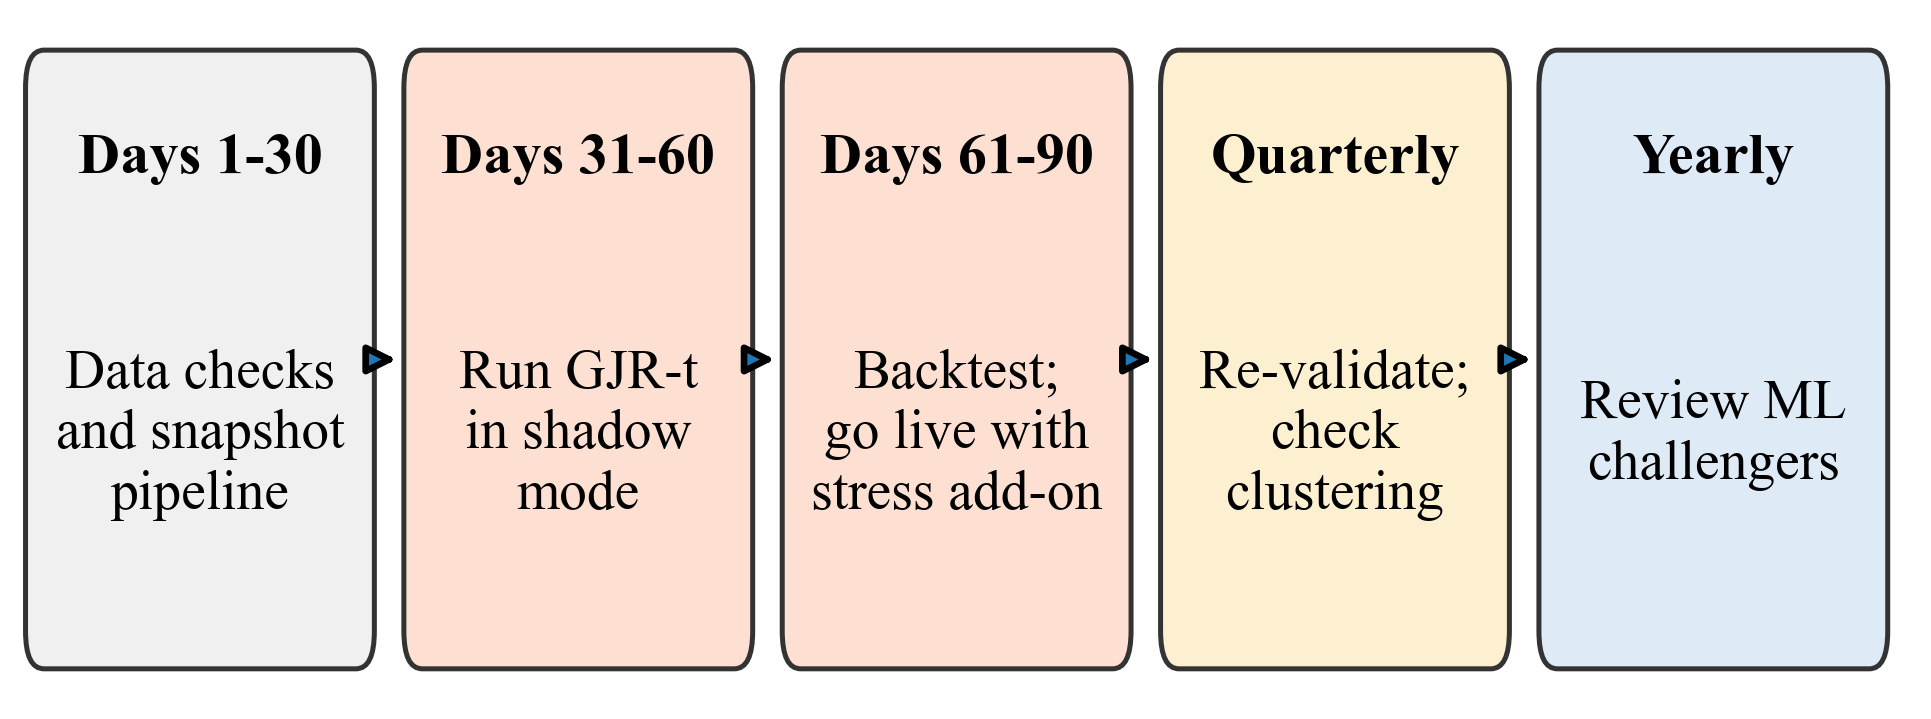 Days 1-30
Data checks
and snapshot
pipeline
Days 31-60
Run GJR-t
in shadow
mode
Days 61-90
Backtest;
go live with
stress add-on
Quarterly
Re-validate;
check
clustering
Yearly
Review ML
challengers